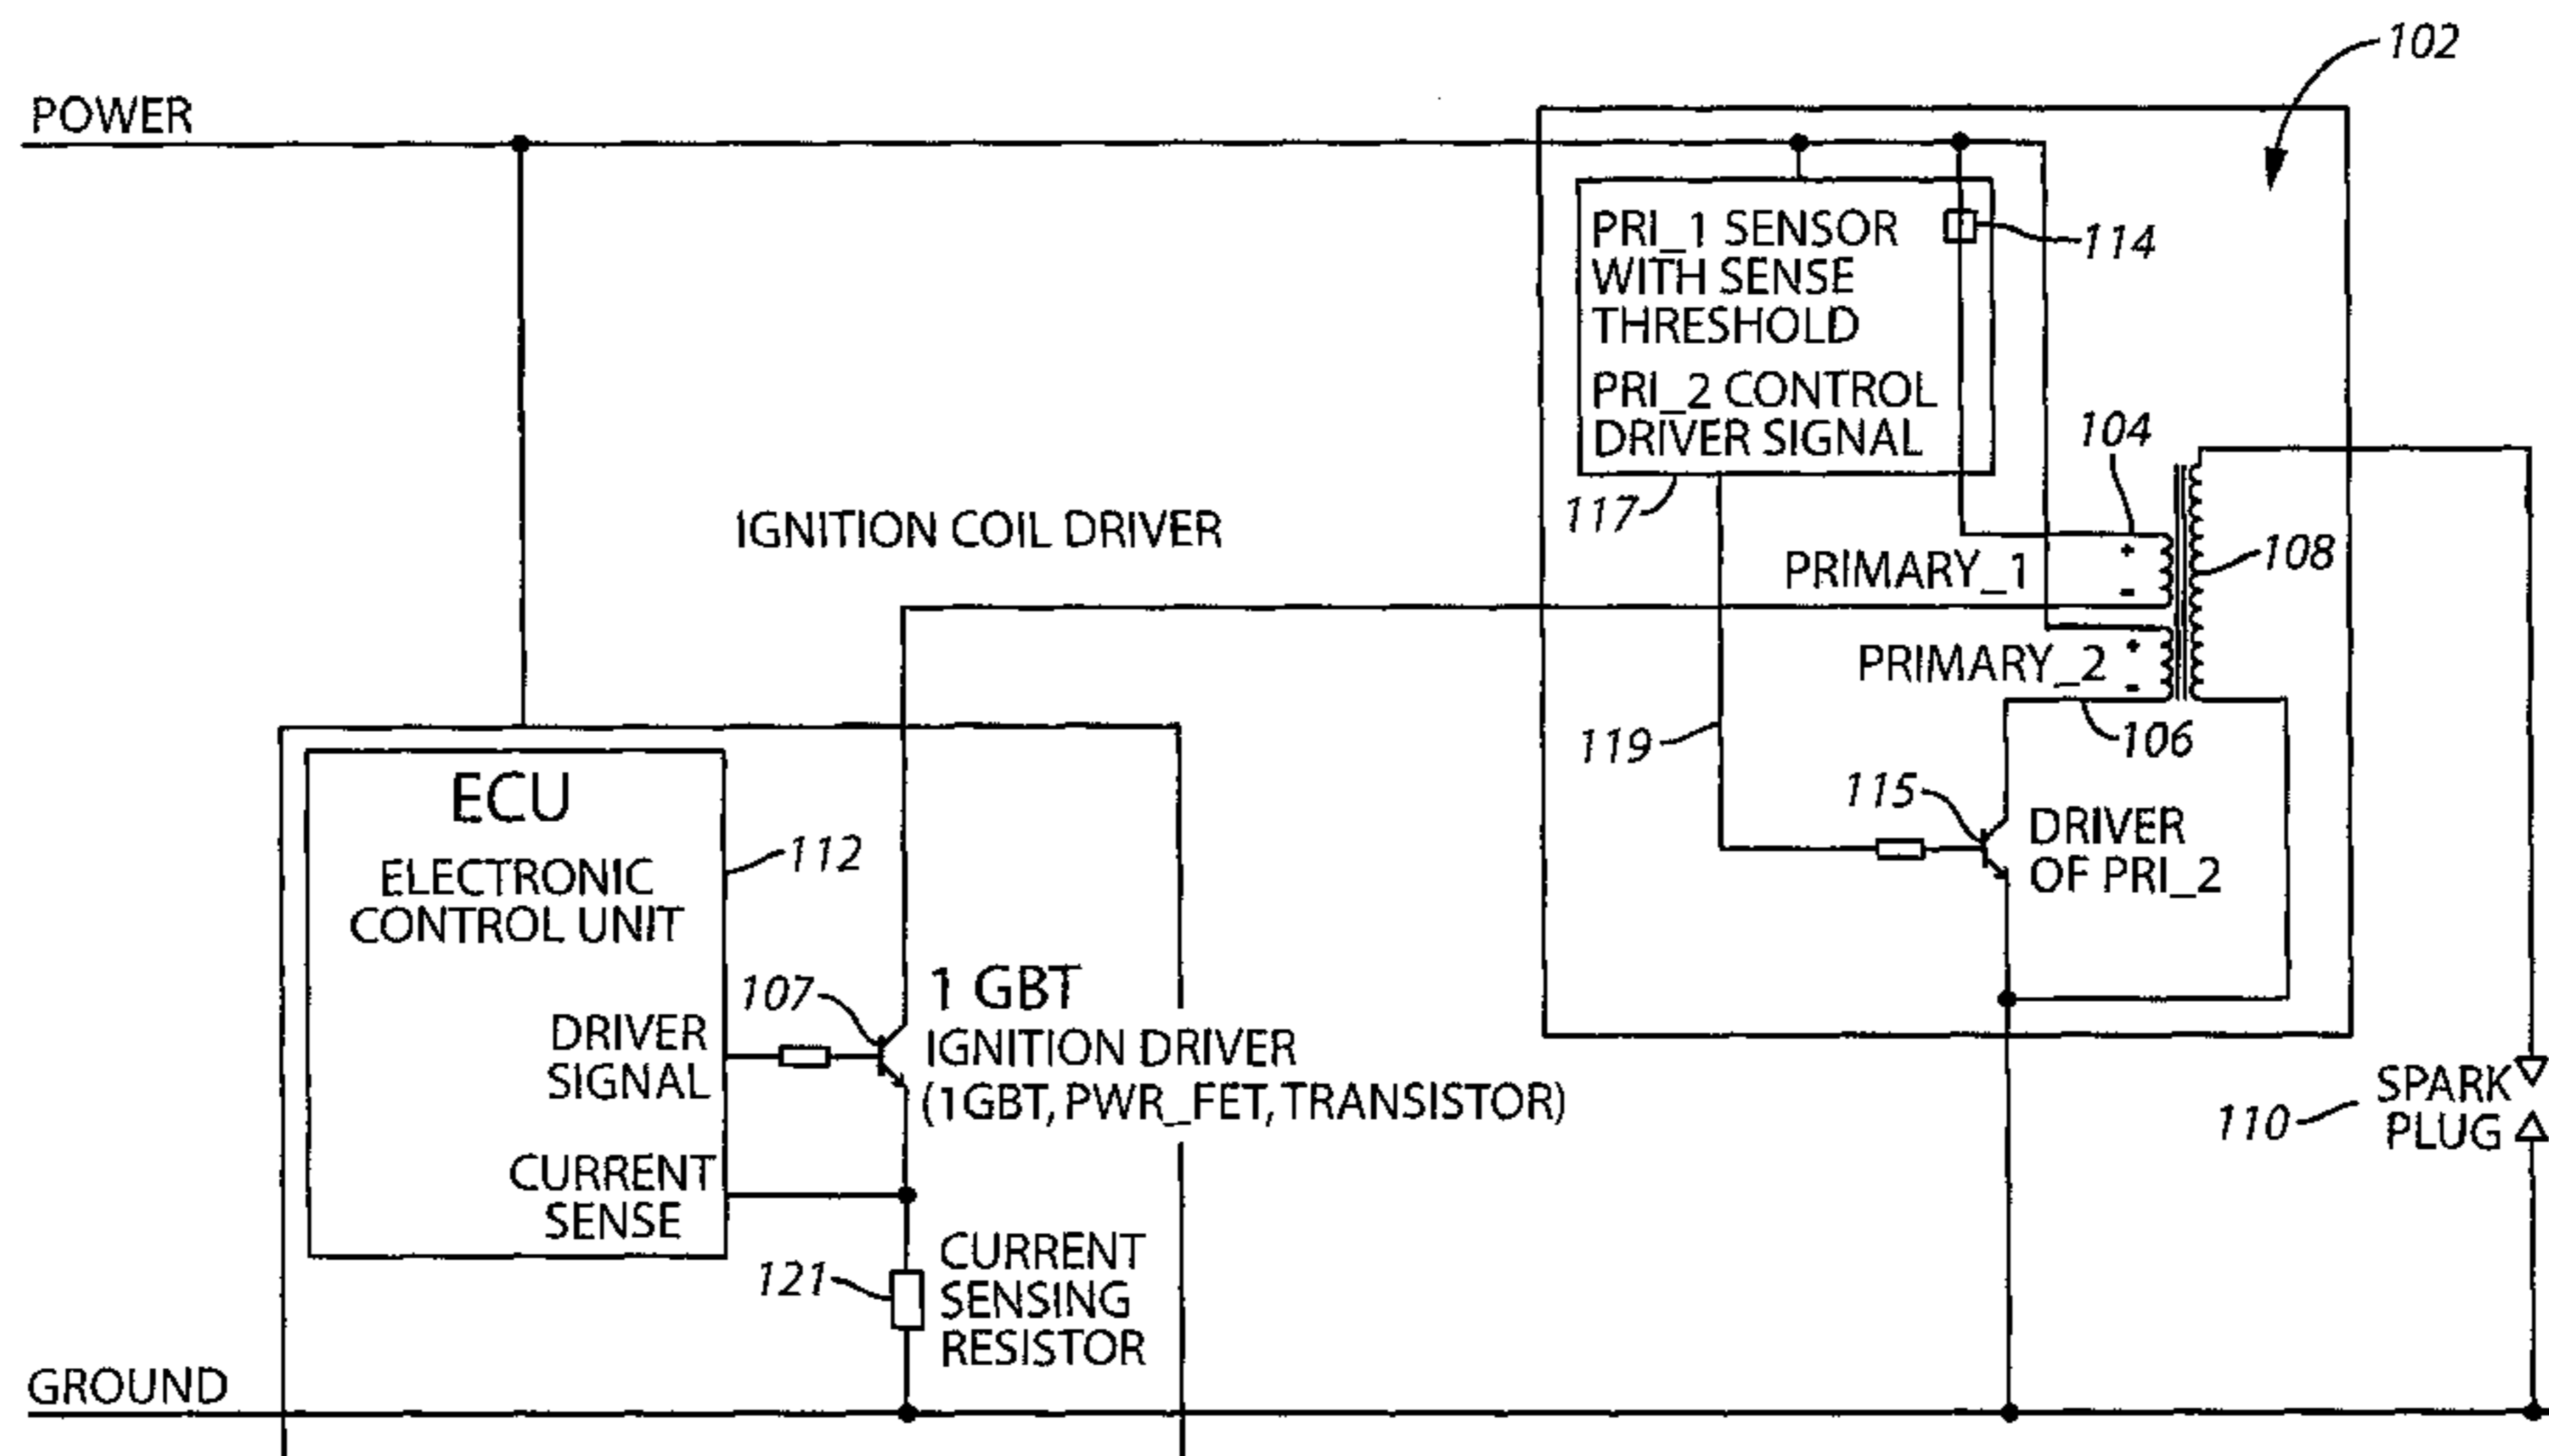 102
POWER
PRI_1 SENSOR
WITH SENSE
THRESHOLD
PRI_2 CONTROL
DRIVER SIGNAL
114
104
117
IGNITION COIL DRIVER
PRIMARY_1
+
-
108
PRIMARY_2
+
-
106
119
115
DRIVER
OF PRI_2
ECU
ELECTRONIC
CONTROL UNIT
112
107
1 GBT
IGNITION DRIVER
(1GBT, PWR_FET, TRANSISTOR)
DRIVER
SIGNAL
CURRENT
SENSE
121
CURRENT
SENSING
RESISTOR
SPARK
PLUG
110
GROUND